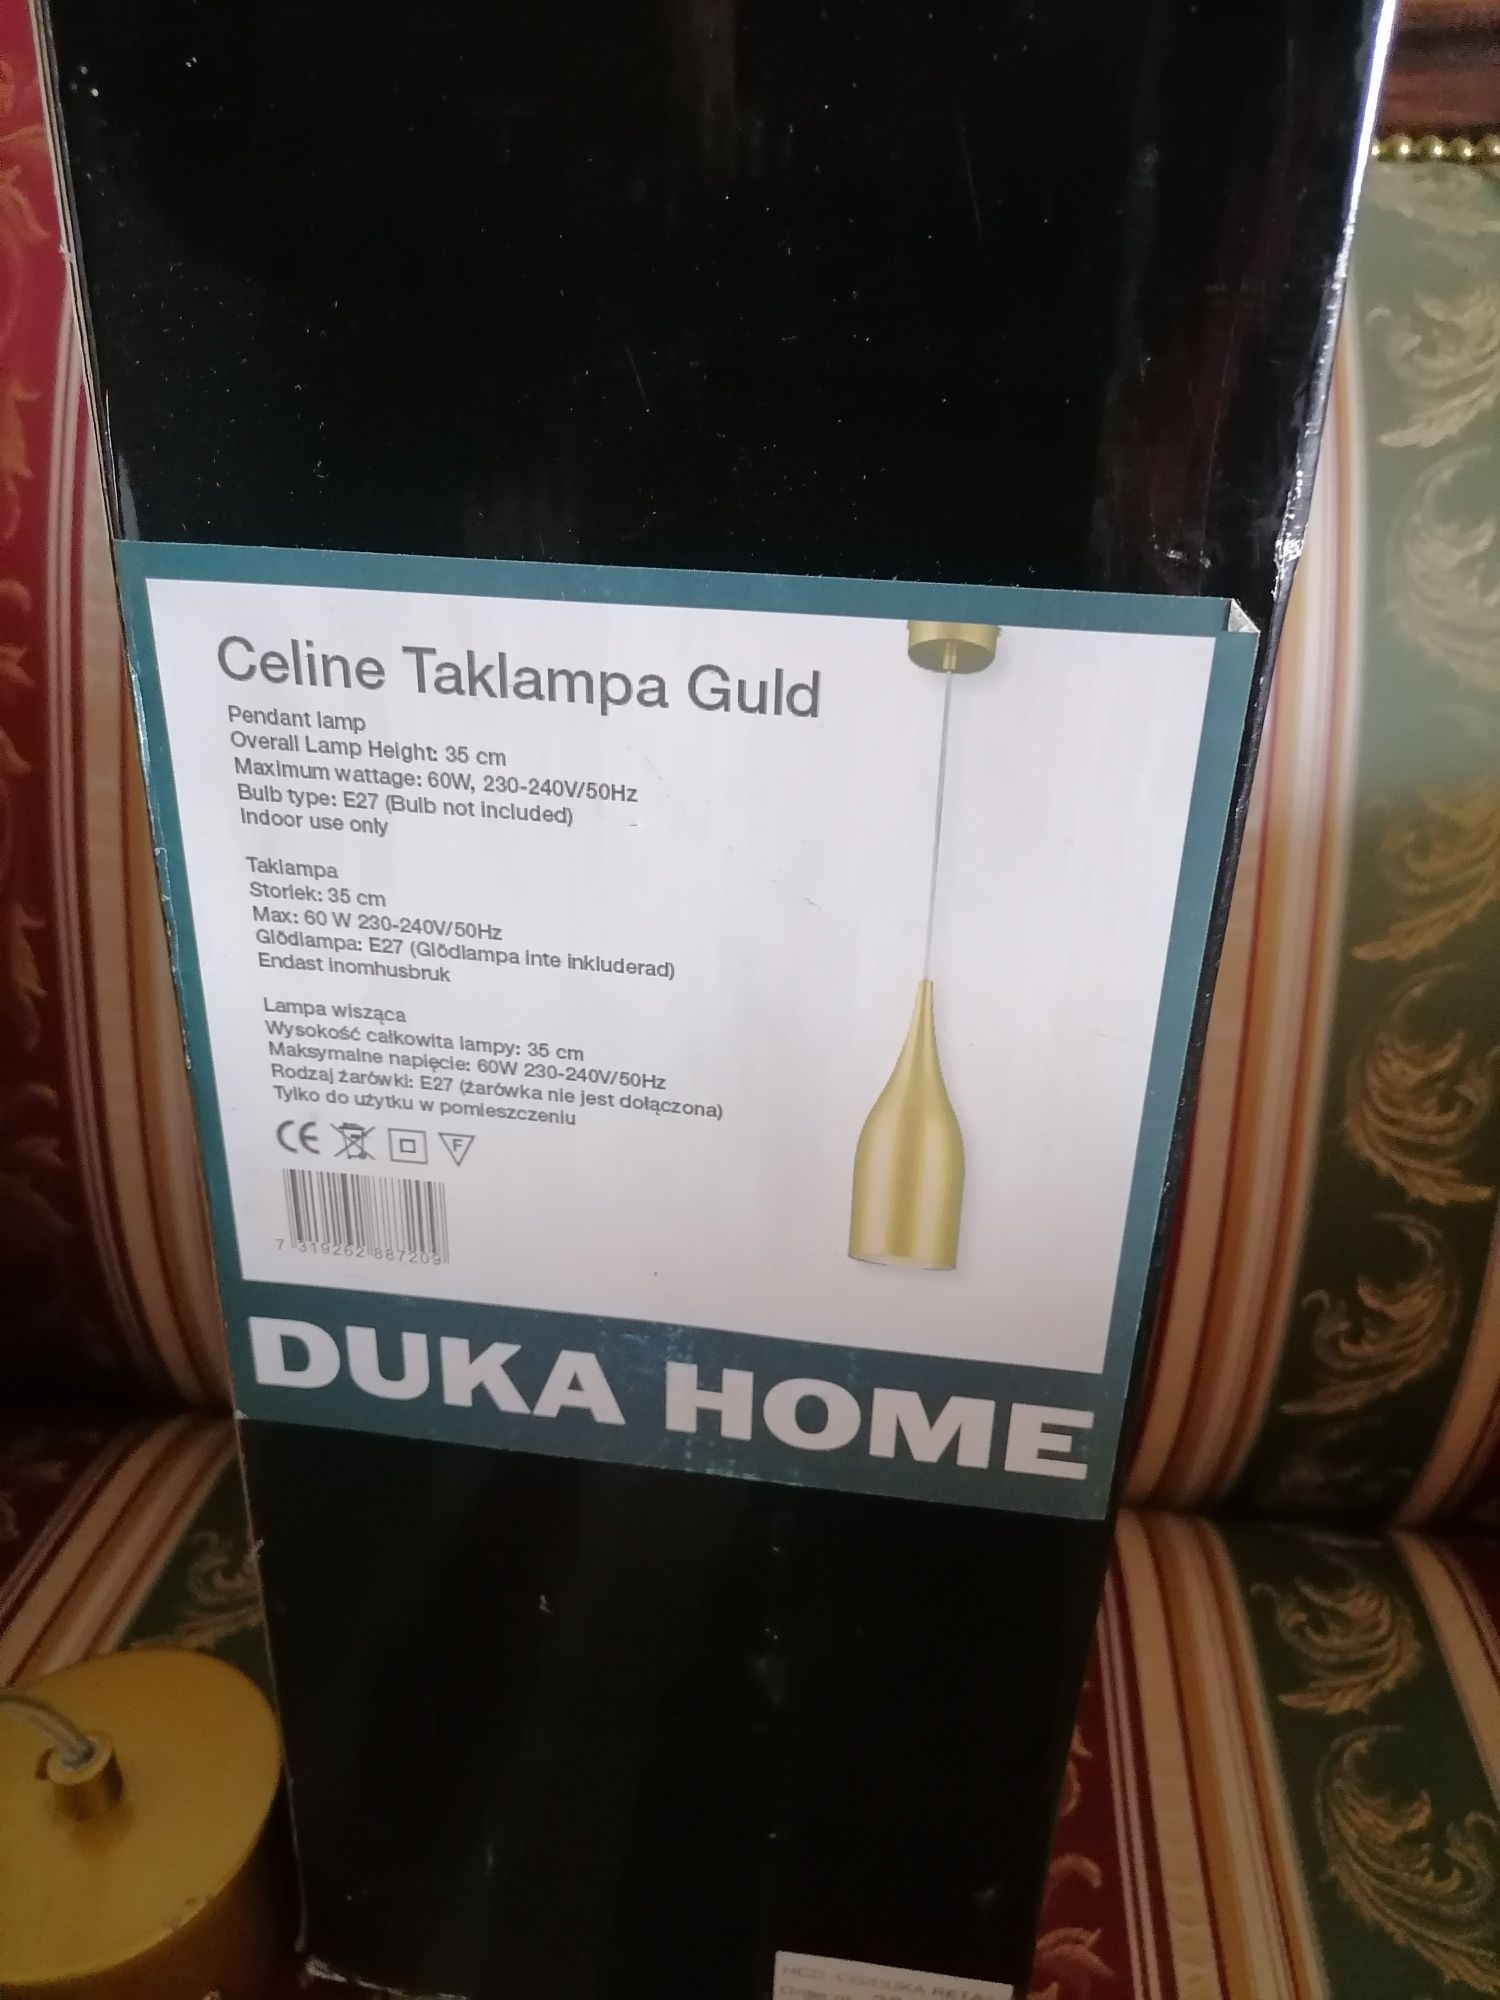 Celine Taklampa Guld
Pendant lamp
Overall Lamp Height: 35 cm
Maximum wattage: 60W, 230-240V/50Hz
Bulb type: E27 (Bulb not included)
Indoor use only
Taklampa
Storlek: 35 cm
Max: 60 W 230-240V/50Hz
Glödlampa: E27 (Glödlampa inte inkluderad)
Endast inomhusbruk
Lampa wisząca
Wysokość całkowita lampy: 35 cm
Maksymalne napięcie: 60W 230-240V/50Hz
Rodzaj żarówki: E27 (żarówka nie jest dołączona)
Tylko do użytku w pomieszczeniu
CE F
7 319262 887209
DUKA HOME